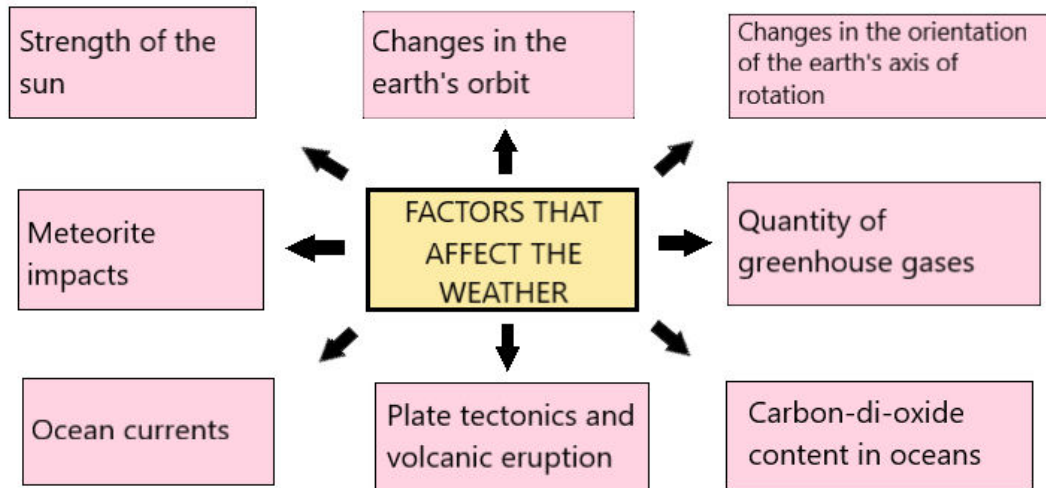 Strength of the
sun
Changes in the
earth's orbit
Changes in the orientation
of the earth's axis of
rotation
Meteorite
impacts
FACTORS THAT
AFFECT THE
WEATHER
Quantity of
greenhouse gases
Ocean currents
Plate tectonics and
volcanic eruption
Carbon-di-oxide
content in oceans